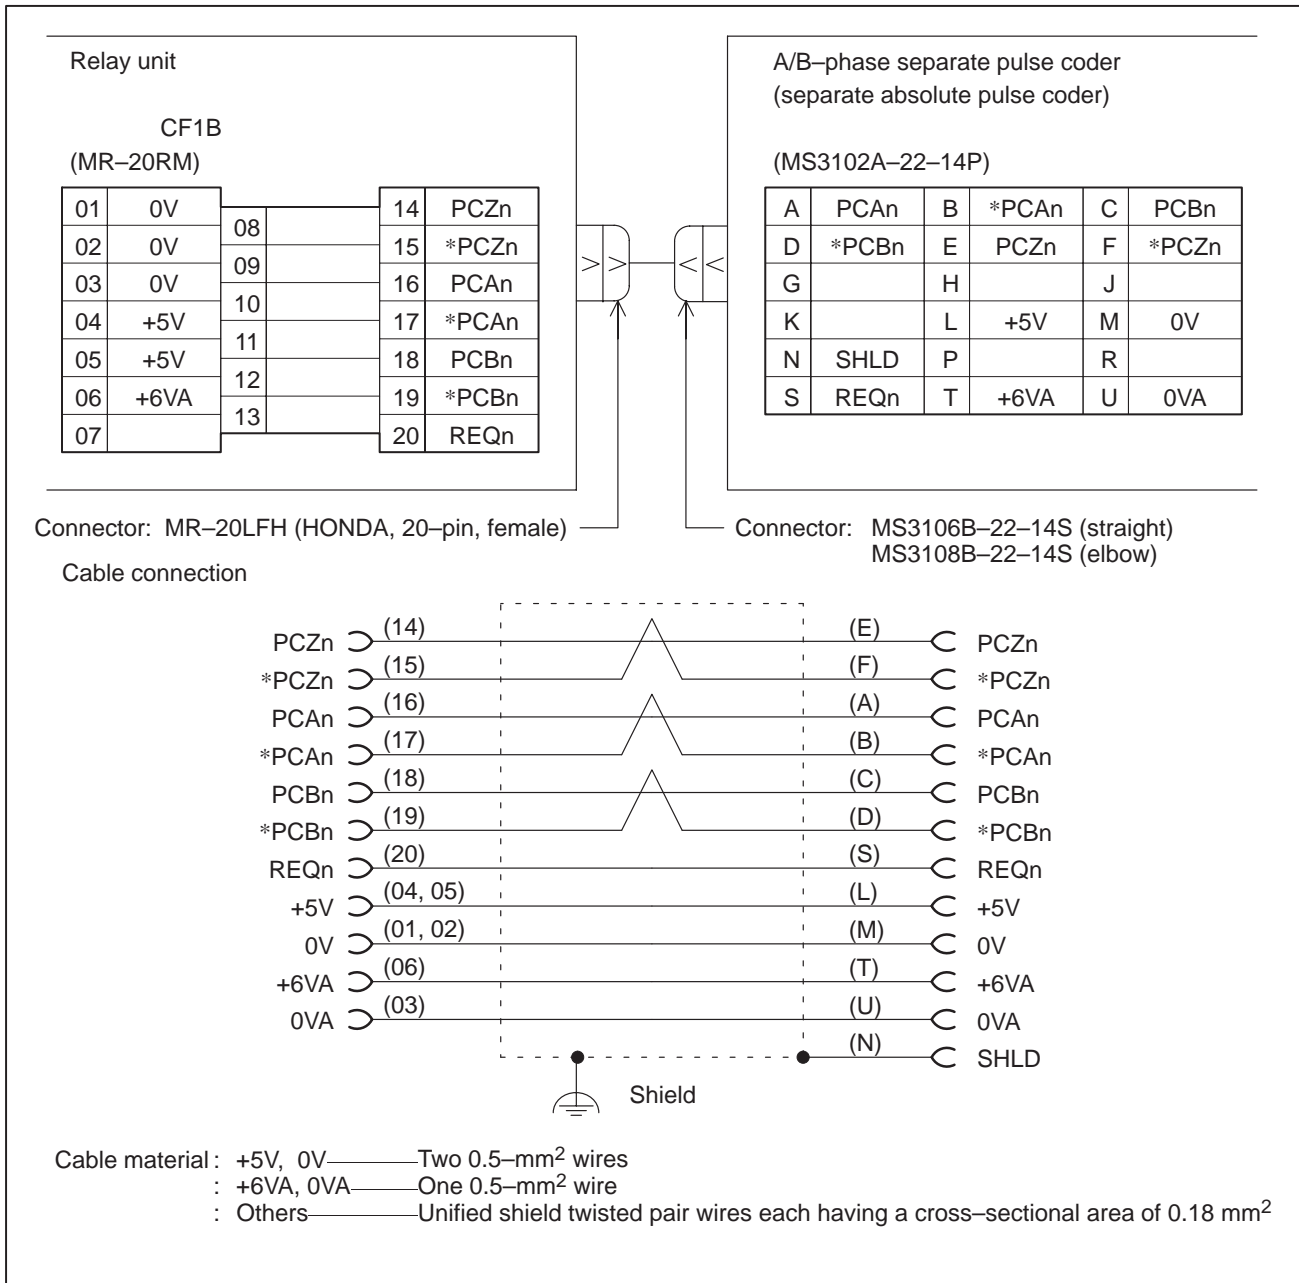 Relay unit
CF1B
(MR–20RM)
01 0V 14 PCZn
08
02 0V 15 *PCZn
09
03 0V 16 PCAn
10
04 +5V 17 *PCAn
11
05 +5V 18 PCBn
12
06 +6VA 19 *PCBn
13
07 20 REQn
A/B–phase separate pulse coder
(separate absolute pulse coder)
(MS3102A–22–14P)
A PCAn B *PCAn C PCBn
D *PCBn E PCZn F *PCZn
G H J
K L +5V M 0V
N SHLD P R
S REQn T +6VA U 0VA
Connector: MR–20LFH (HONDA, 20–pin, female)
Connector: MS3106B–22–14S (straight)
MS3108B–22–14S (elbow)
Cable connection
PCZn (14) (E) PCZn
*PCZn (15) (F) *PCZn
PCAn (16) (A) PCAn
*PCAn (17) (B) *PCAn
PCBn (18) (C) PCBn
*PCBn (19) (D) *PCBn
REQn (20) (S) REQn
+5V (04, 05) (L) +5V
0V (01, 02) (M) 0V
+6VA (06) (T) +6VA
0VA (03) (U) 0VA
(N) SHLD
Shield
Cable material : +5V, 0V Two 0.5–mm² wires
: +6VA, 0VA One 0.5–mm² wire
: Others Unified shield twisted pair wires each having a cross–sectional area of 0.18 mm²